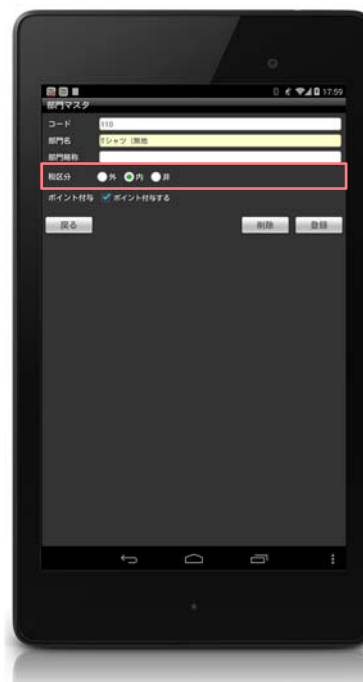 17:59
部門マスタ
コード 110
部門名 Tシャツ (無地
部門略称
税区分 外 内 非
ポイント付与 ポイント付与する
戻る 削除 登録